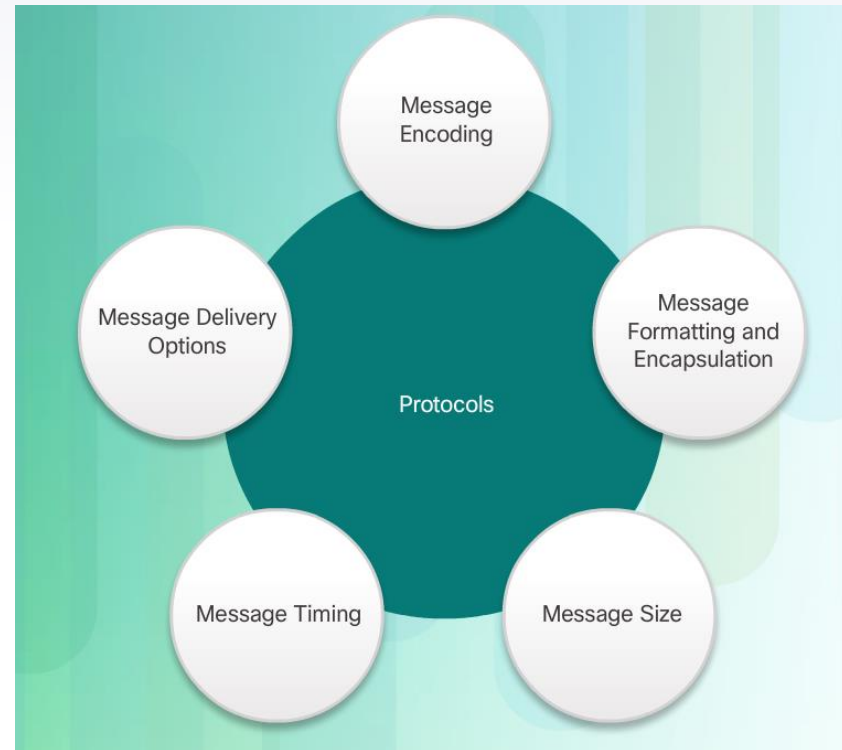 Message
Encoding
Message Delivery
Options
Message
Formatting and
Encapsulation
Protocols
Message Timing
Message Size